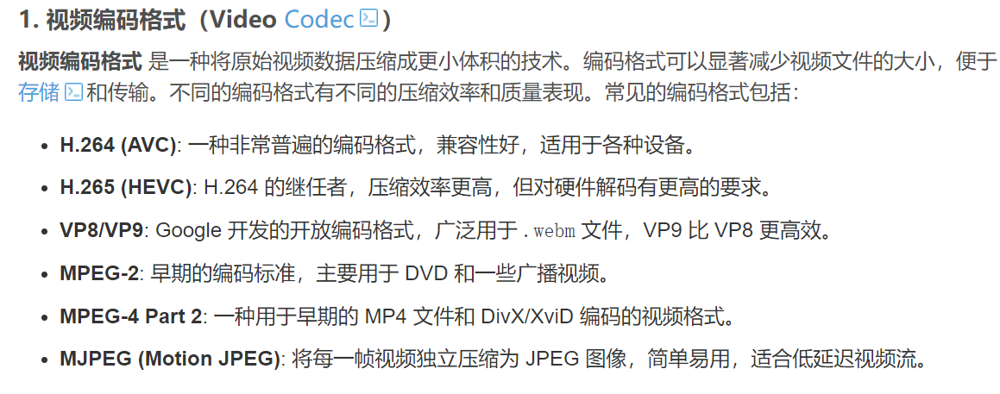 1. 视频编码格式（Video Codec）
视频编码格式 是一种将原始视频数据压缩成更小体积的技术。编码格式可以显著减少视频文件的大小，便于
存储 和传输。不同的编码格式有不同的压缩效率和质量表现。常见的编码格式包括：
• H.264 (AVC): 一种非常普遍的编码格式，兼容性好，适用于各种设备。
• H.265 (HEVC): H.264 的继任者，压缩效率更高，但对硬件解码有更高的要求。
• VP8/VP9: Google 开发的开放编码格式，广泛用于 .webm 文件，VP9 比 VP8 更高效。
• MPEG-2: 早期的编码标准，主要用于 DVD 和一些广播视频。
• MPEG-4 Part 2: 一种用于早期的 MP4 文件和 DivX/XviD 编码的视频格式。
• MJPEG (Motion JPEG): 将每一帧视频独立压缩为 JPEG 图像，简单易用，适合低延迟视频流。